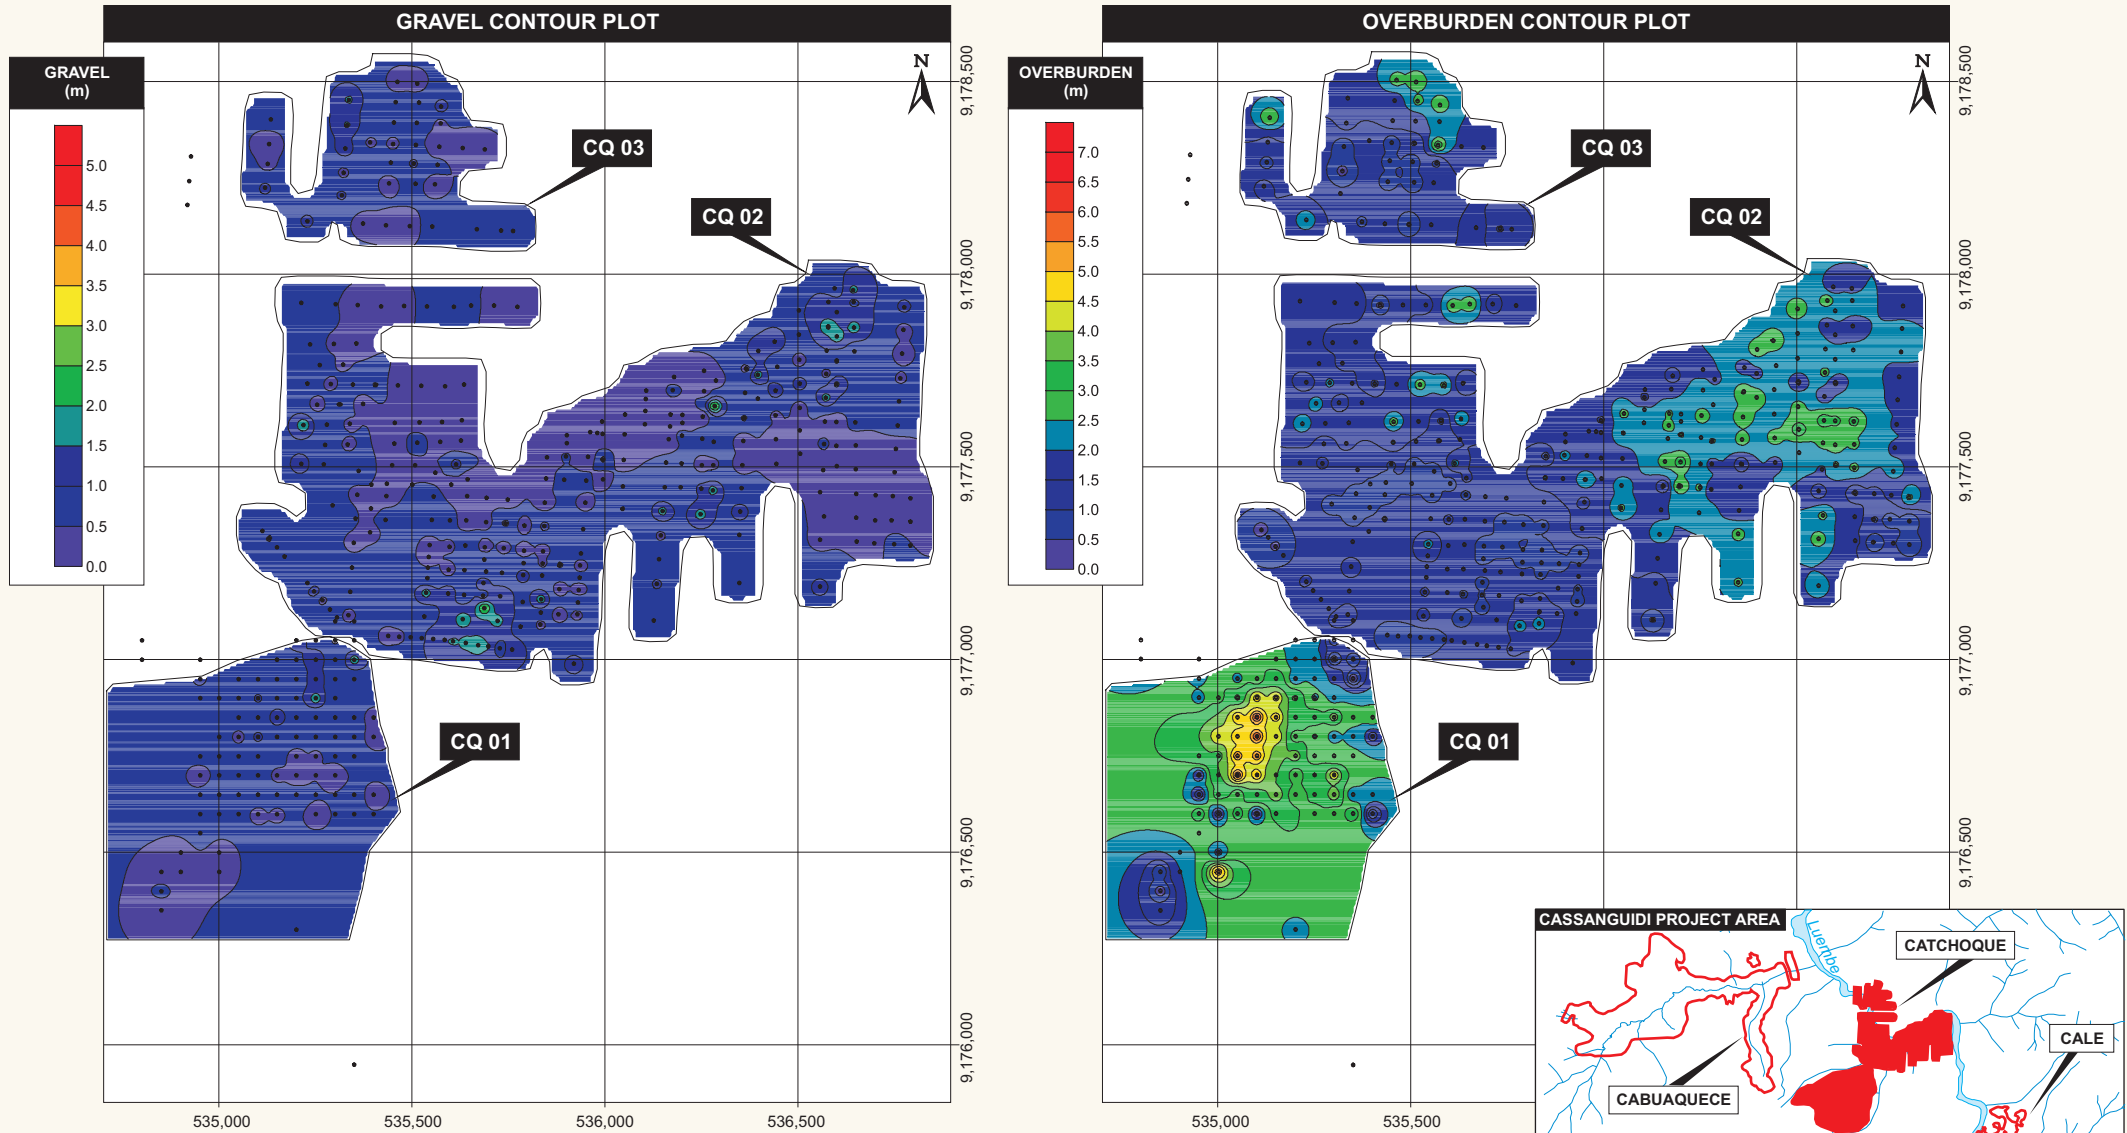 GRAVEL CONTOUR PLOT
GRAVEL
(m)
5.0
4.5
4.0
3.5
3.0
2.5
2.0
1.5
1.0
0.5
0.0
N
CQ 03
CQ 02
CQ 01
9,178,500
9,178,000
9,177,500
9,177,000
9,176,500
9,176,000
535,000
535,500
536,000
536,500
OVERBURDEN CONTOUR PLOT
OVERBURDEN
(m)
7.0
6.5
6.0
5.5
5.0
4.5
4.0
3.5
3.0
2.5
2.0
1.5
1.0
0.5
0.0
N
CQ 03
CQ 02
CQ 01
9,178,500
9,178,000
9,177,500
9,177,000
9,176,500
535,000
535,500
CASSANGUIDI PROJECT AREA
Luembe
CATCHOQUE
CALE
CABUAQUECE